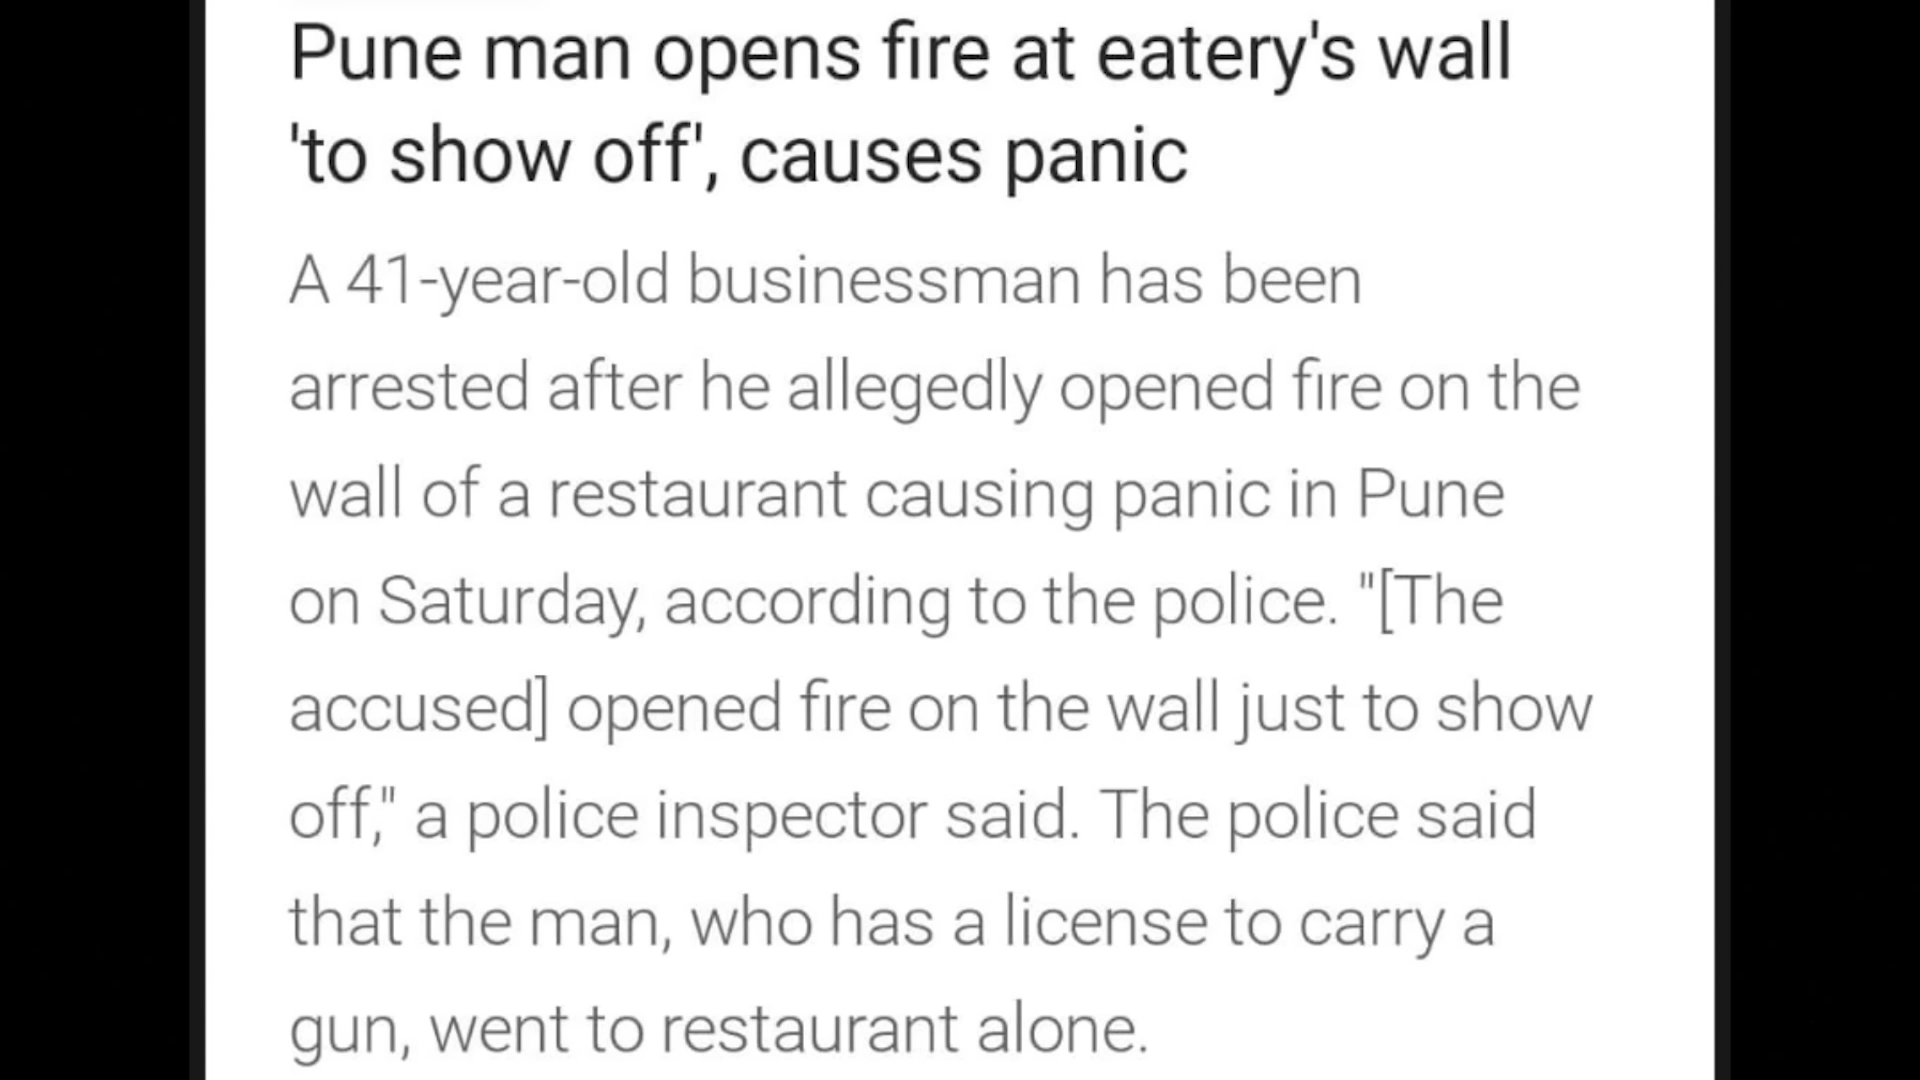 Pune man opens fire at eatery's wall
'to show off', causes panic
A 41-year-old businessman has been
arrested after he allegedly opened fire on the
wall of a restaurant causing panic in Pune
on Saturday, according to the police. "[The
accused] opened fire on the wall just to show
off," a police inspector said. The police said
that the man, who has a license to carry a
gun, went to restaurant alone.